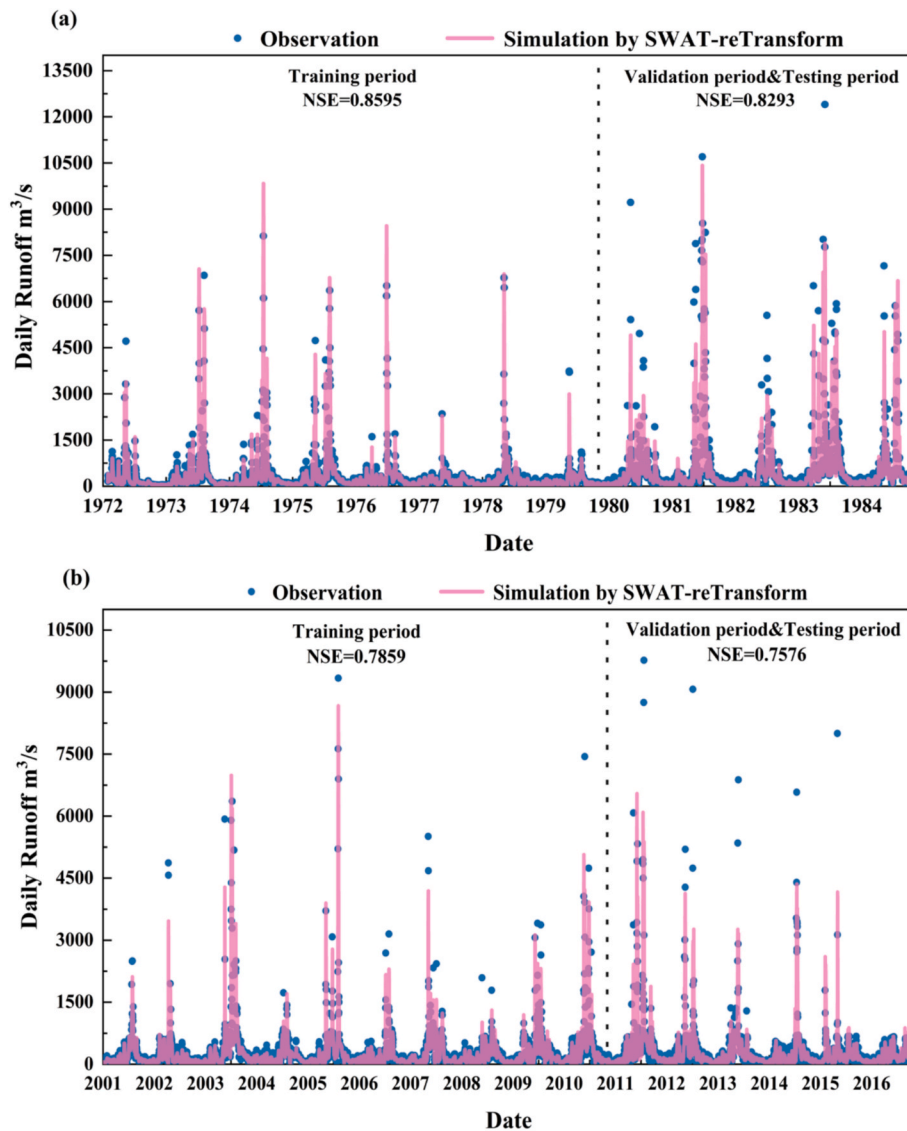 (a)
Observation Simulation by SWAT-reTransform
Training period Validation period&Testing period
NSE=0.8595 NSE=0.8293
13500
12000
10500
9000
7500
6000
4500
3000
1500
0
Daily Runoff m³/s
1972 1973 1974 1975 1976 1977 1978 1979 1980 1981 1982 1983 1984
Date
(b)
Observation Simulation by SWAT-reTransform
Training period Validation period&Testing period
NSE=0.7859 NSE=0.7576
10500
9000
7500
6000
4500
3000
1500
0
Daily Runoff m³/s
2001 2002 2003 2004 2005 2006 2007 2008 2009 2010 2011 2012 2013 2014 2015 2016
Date